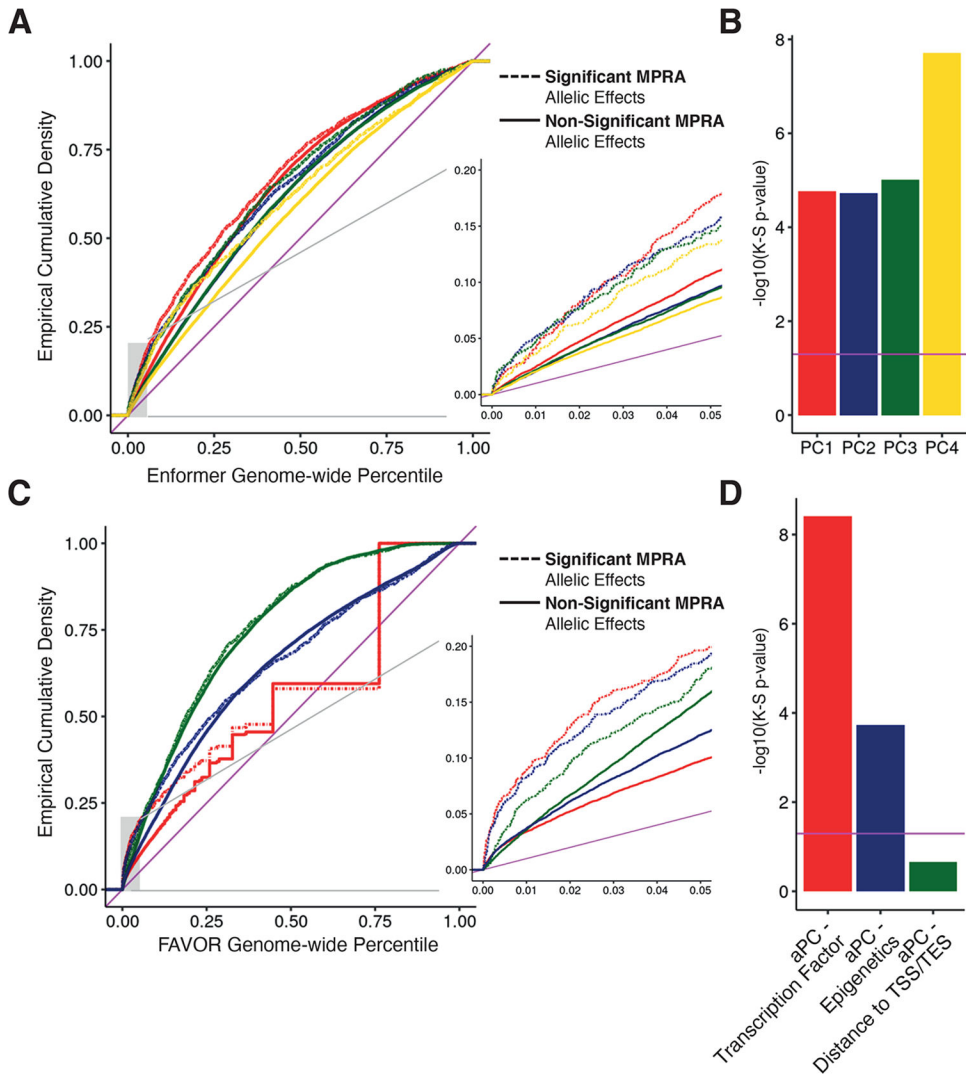 A
Empirical Cumulative Density
1.00
0.75
0.50
0.25
0.00
0.00 0.25 0.50 0.75 1.00
Enformer Genome-wide Percentile
Significant MPRA
Allelic Effects
Non-Significant MPRA
Allelic Effects
0.20
0.15
0.10
0.05
0.00
0.00 0.01 0.02 0.03 0.04 0.05
B
-log10(K-S p-value)
8
6
4
2
0
PC1 PC2 PC3 PC4
C
Empirical Cumulative Density
1.00
0.75
0.50
0.25
0.00
0.00 0.25 0.50 0.75 1.00
FAVOR Genome-wide Percentile
Significant MPRA
Allelic Effects
Non-Significant MPRA
Allelic Effects
0.20
0.15
0.10
0.05
0.00
0.00 0.01 0.02 0.03 0.04 0.05
D
-log10(K-S p-value)
8
6
4
2
0
aPC -
Transcription Factor
aPC -
Epigenetics
aPC -
Distance to TSS/TES